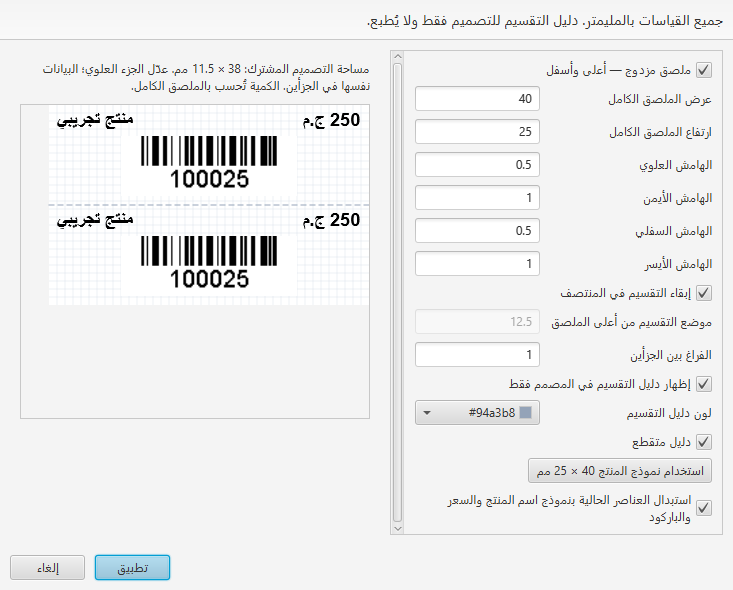 جميع القياسات بالمليمتر. دليل التقسيم للتصميم فقط ولا يُطبع.
ملصق مزدوج — أعلى وأسفل
عرض الملصق الكامل
40
ارتفاع الملصق الكامل
25
الهامش العلوي
0.5
الهامش الأيمن
1
الهامش السفلي
0.5
الهامش الأيسر
1
إبقاء التقسيم في المنتصف
موضع التقسيم من أعلى الملصق
12.5
الفراغ بين الجزأين
1
إظهار دليل التقسيم في المصمم فقط
لون دليل التقسيم
#94a3b8
دليل متقطع
استخدام نموذج المنتج 40 × 25 مم
استبدال العناصر الحالية بنموذج اسم المنتج والسعر
والباركود
مساحة التصميم المشترك: 38 × 11.5 مم. عدّل الجزء العلوي؛ البيانات
نفسها في الجزأين. الكمية تُحسب بالملصق الكامل.
250 ج.م
منتج تجريبي
100025
250 ج.م
منتج تجريبي
100025
تطبيق
إلغاء